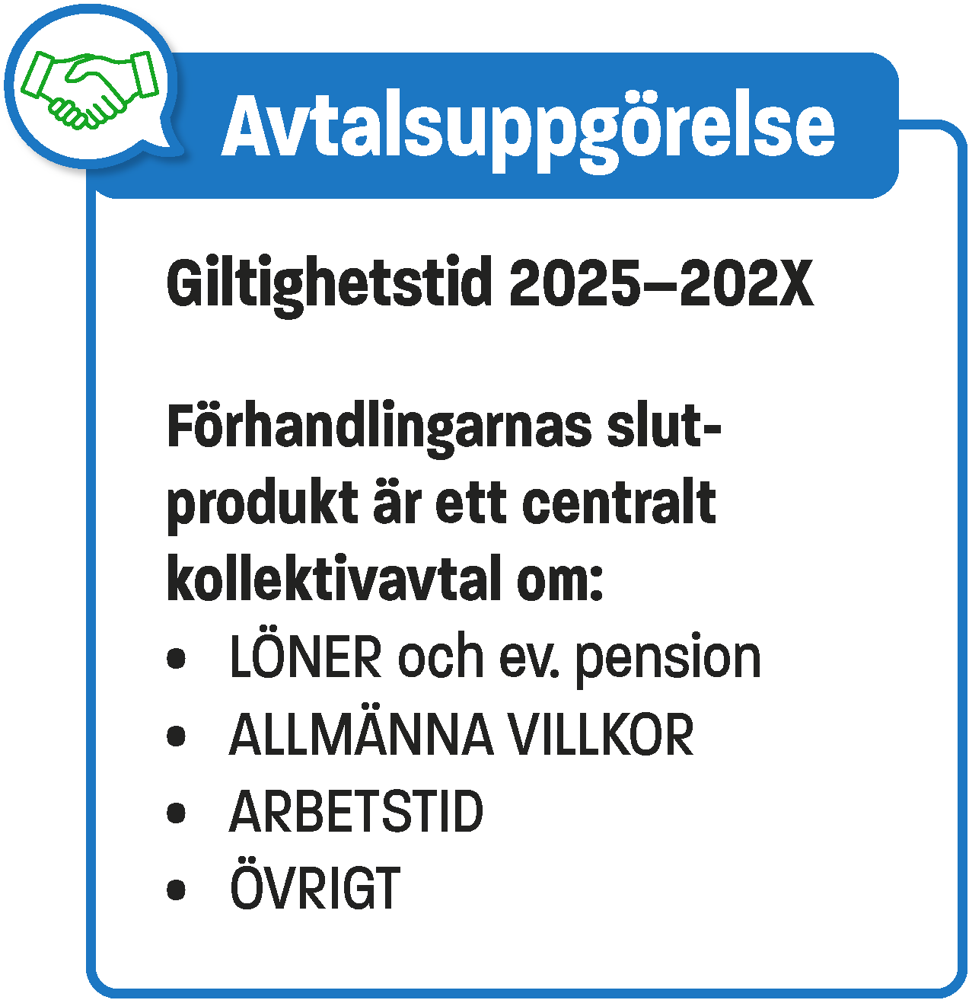 Avtalsuppgörelse
Giltighetstid 2025–202X
Förhandlingarnas slut-
produkt är ett centralt
kollektivavtal om:
• LÖNER och ev. pension
• ALLMÄNNA VILLKOR
• ARBETSTID
• ÖVRIGT